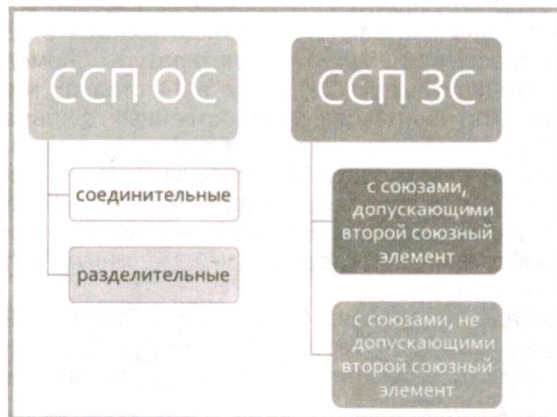 ССП ОС
соединительные
разделительные
ССП ЗС
с союзами,
допускающими
второй союзный
элемент
с союзами, не
допускающими
второй союзный
элемент